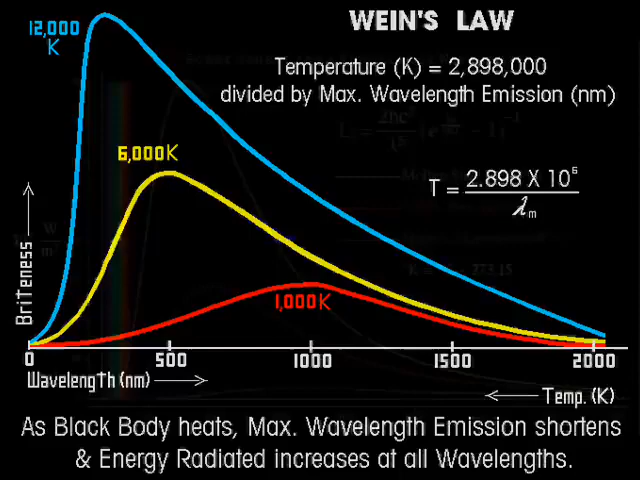 WEIN'S LAW
12,000
K
Temperature (K) = 2,898,000
divided by Max. Wavelength Emission (nm)
6,000K
T = 2.898 X 10⁶
λm
Briteness
1,000K
0 500 1000 1500 2000
Wavelength (nm)
Temp. (K)
As Black Body heats, Max. Wavelength Emission shortens
& Energy Radiated increases at all Wavelengths.